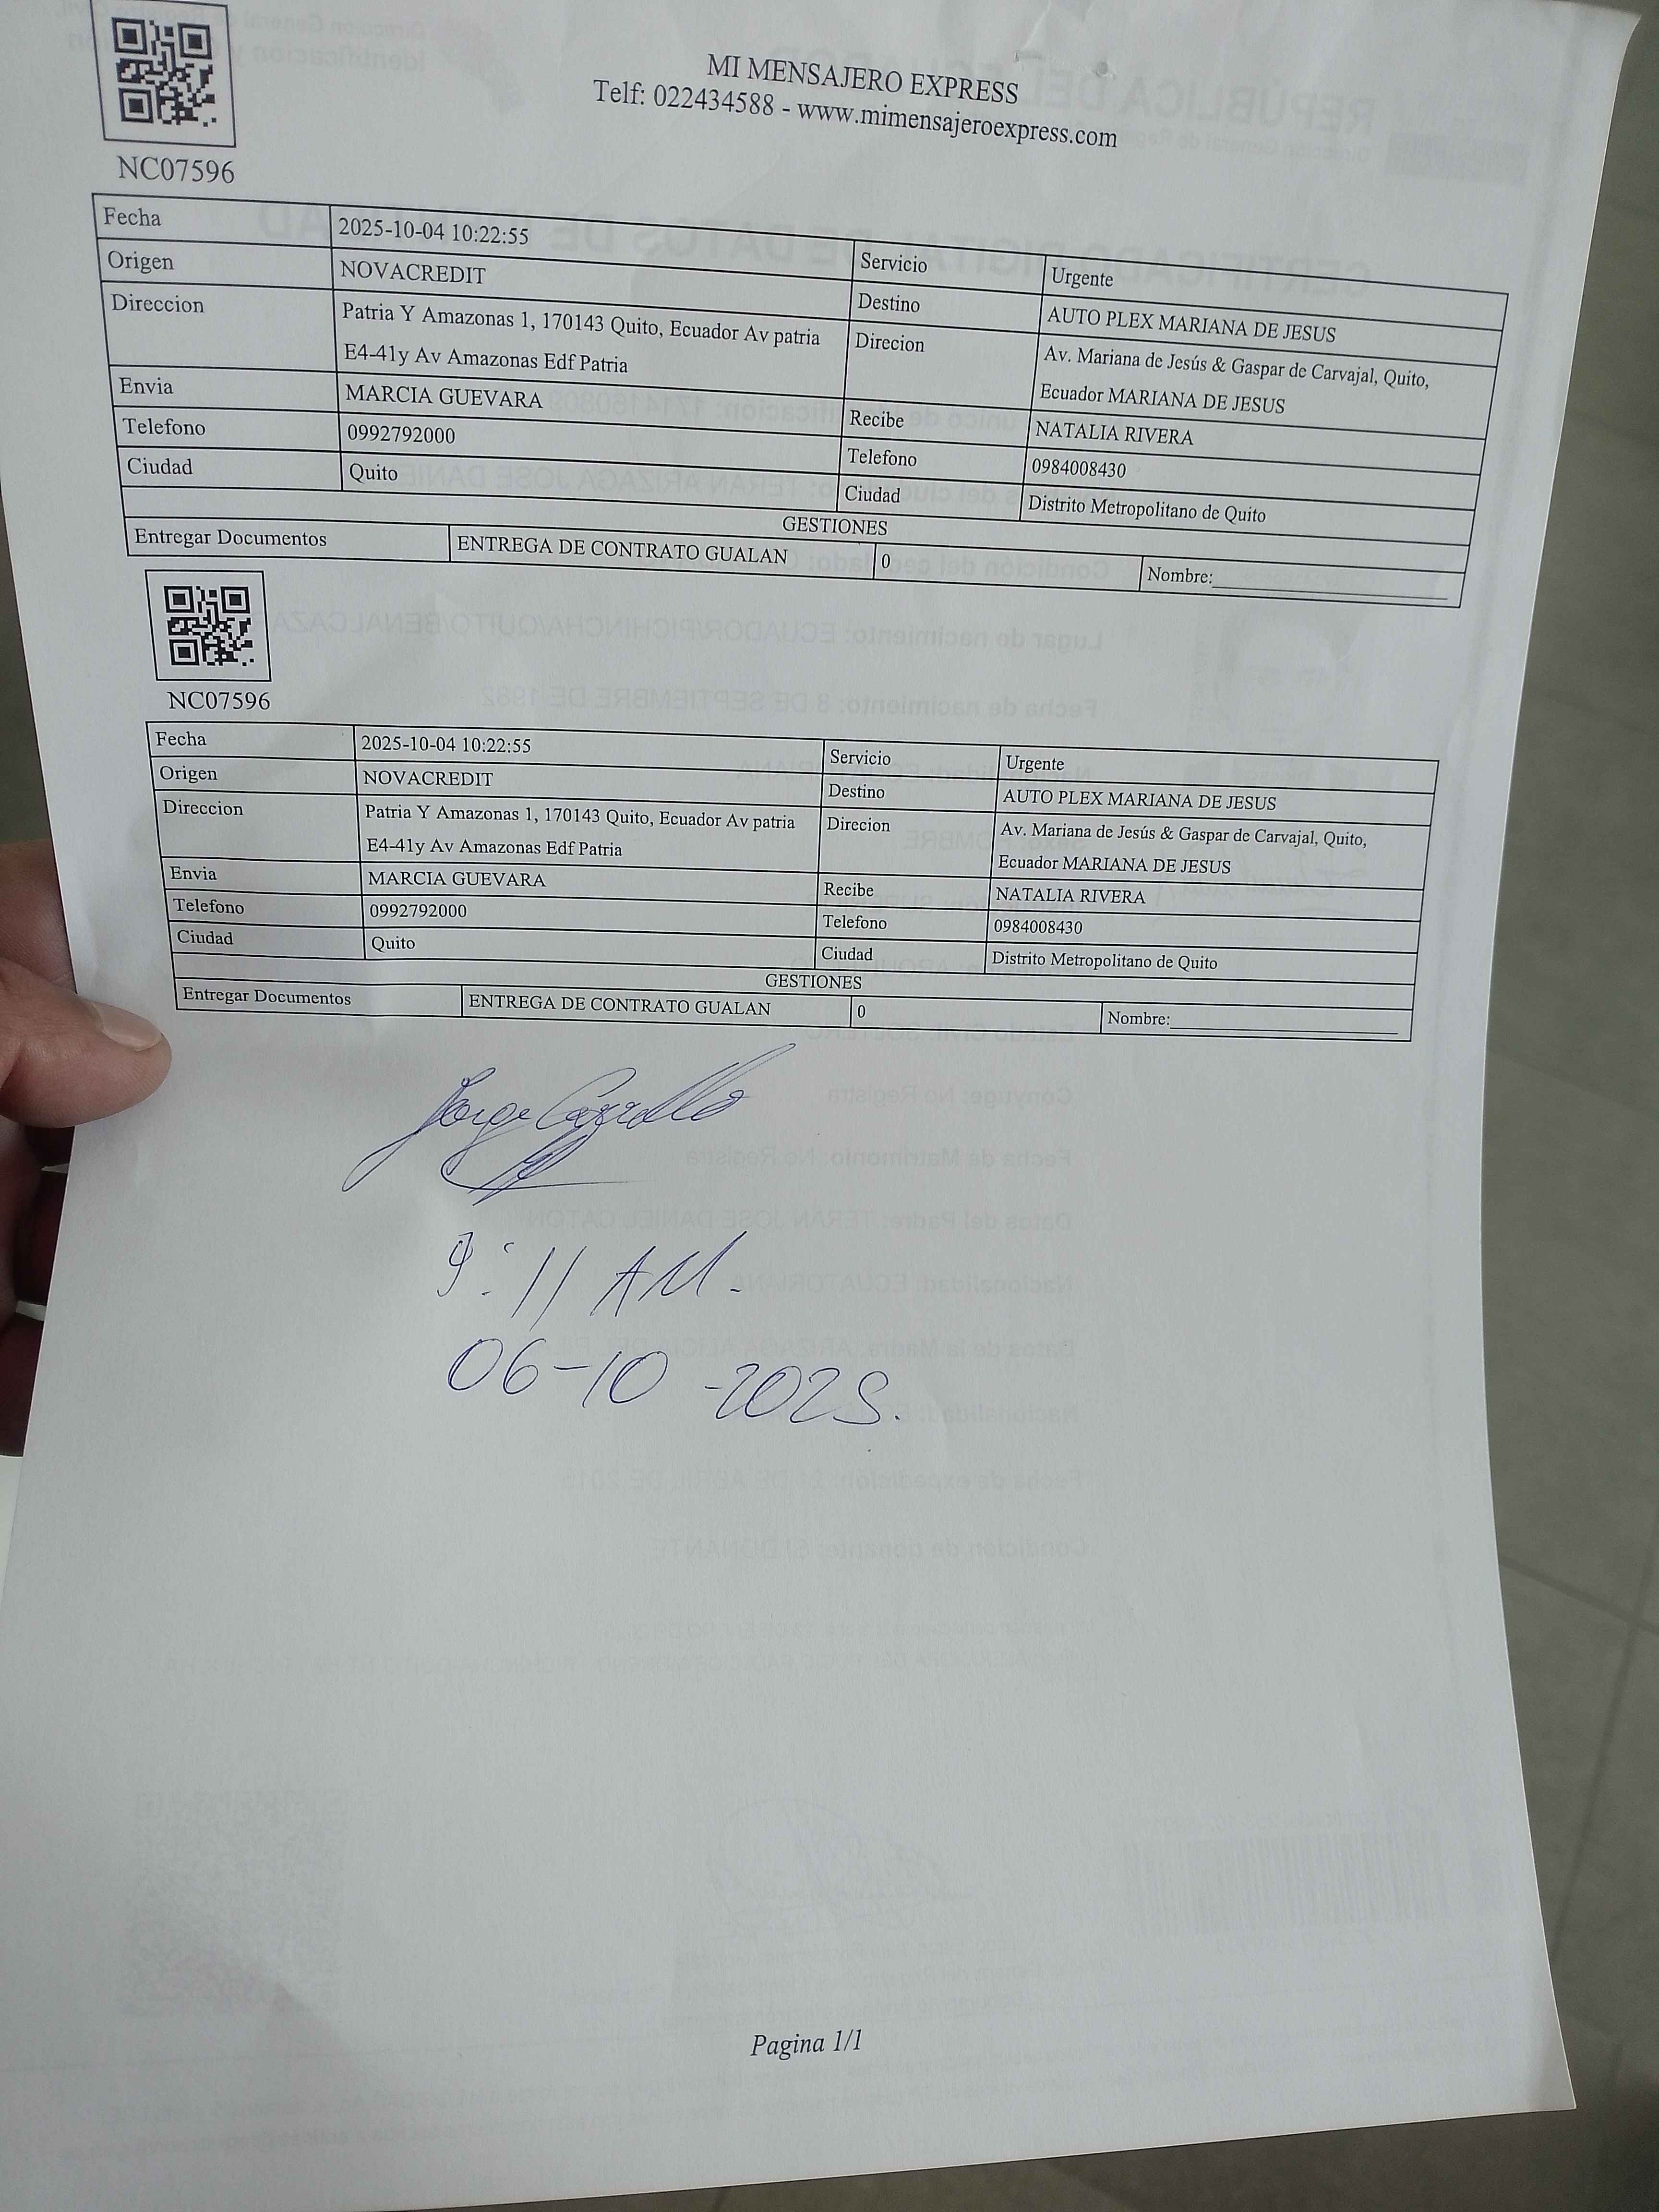 MI MENSAJERO EXPRESS
Telf: 022434588 - www.mimensajeroexpress.com
NC07596
Fecha 2025-10-04 10:22:55 Servicio Urgente
Origen NOVACREDIT Destino AUTO PLEX MARIANA DE JESUS
Direccion Patria Y Amazonas 1, 170143 Quito, Ecuador Av patria Direcion Av. Mariana de Jesús & Gaspar de Carvajal, Quito,
E4-41y Av Amazonas Edf Patria Ecuador MARIANA DE JESUS
Envia MARCIA GUEVARA Recibe NATALIA RIVERA
Telefono 0992792000 Telefono 0984008430
Ciudad Quito Ciudad Distrito Metropolitano de Quito
GESTIONES
Entregar Documentos ENTREGA DE CONTRATO GUALAN 0 Nombre:
NC07596
Fecha 2025-10-04 10:22:55 Servicio Urgente
Origen NOVACREDIT Destino AUTO PLEX MARIANA DE JESUS
Direccion Patria Y Amazonas 1, 170143 Quito, Ecuador Av patria Direcion Av. Mariana de Jesús & Gaspar de Carvajal, Quito,
E4-41y Av Amazonas Edf Patria Ecuador MARIANA DE JESUS
Envia MARCIA GUEVARA Recibe NATALIA RIVERA
Telefono 0992792000 Telefono 0984008430
Ciudad Quito Ciudad Distrito Metropolitano de Quito
GESTIONES
Entregar Documentos ENTREGA DE CONTRATO GUALAN 0 Nombre:
Jorge
9:11 AM.
06-10-2025.
Pagina 1/1